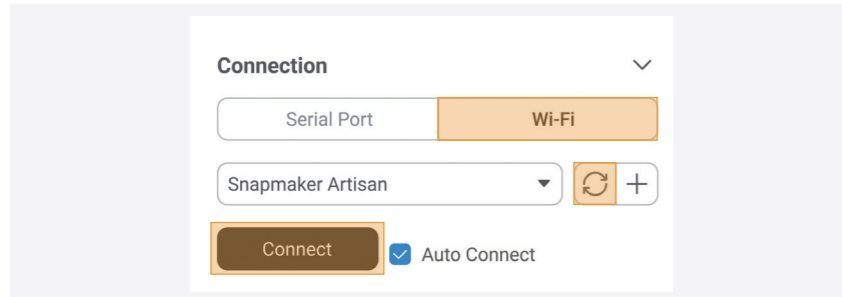 Connection
Serial Port Wi-Fi
Snapmaker Artisan
Connect Auto Connect